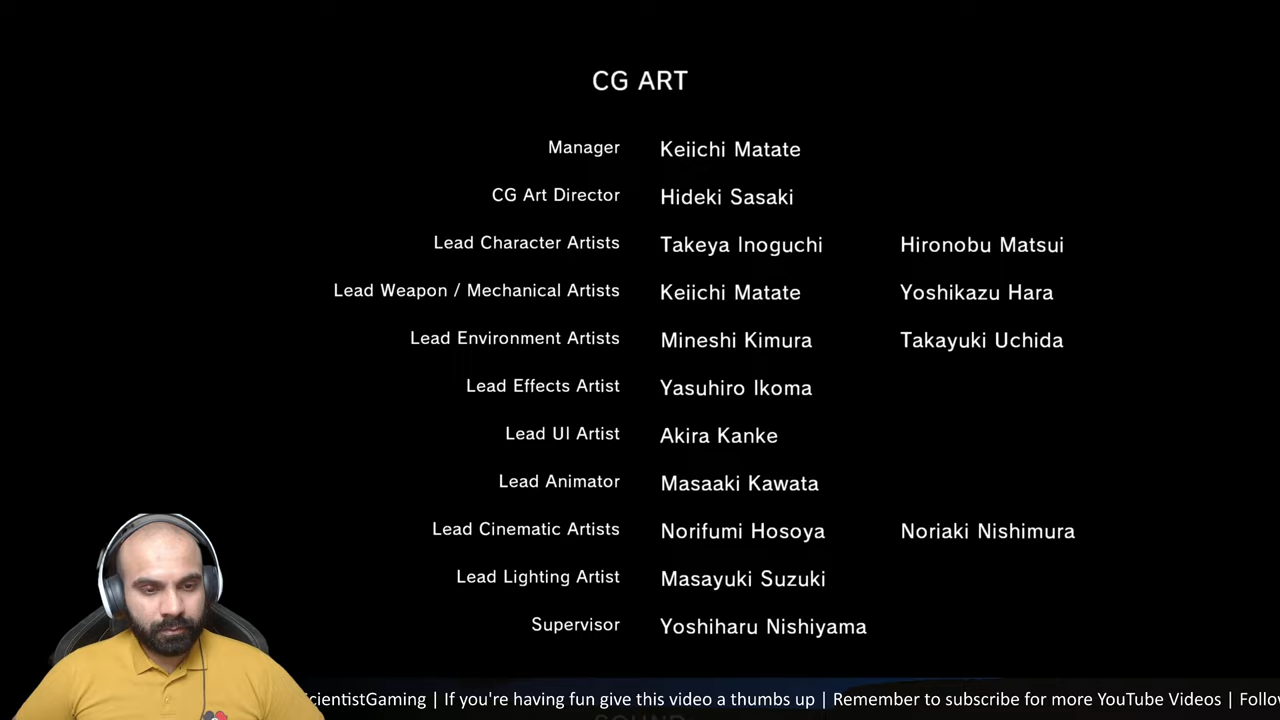 CG ART
Manager Keiichi Matate
CG Art Director Hideki Sasaki
Lead Character Artists Takeya Inoguchi Hironobu Matsui
Lead Weapon / Mechanical Artists Keiichi Matate Yoshikazu Hara
Lead Environment Artists Mineshi Kimura Takayuki Uchida
Lead Effects Artist Yasuhiro Ikoma
Lead UI Artist Akira Kanke
Lead Animator Masaaki Kawata
Lead Cinematic Artists Norifumi Hosoya Noriaki Nishimura
Lead Lighting Artist Masayuki Suzuki
Supervisor Yoshiharu Nishiyama
cientistGaming | If you're having fun give this video a thumbs up | Remember to subscribe for more YouTube Videos | Follo
SOUND